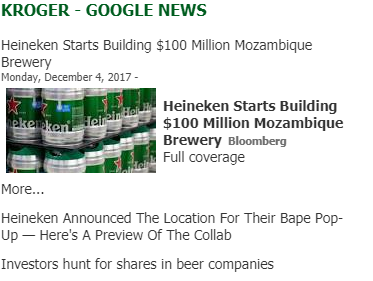 KROGER - GOOGLE NEWS
Heineken Starts Building $100 Million Mozambique
Brewery
Monday, December 4, 2017 -
Heineken Starts Building
$100 Million Mozambique
Brewery Bloomberg
Full coverage
More...
Heineken Announced The Location For Their Bape Pop-
Up — Here's A Preview Of The Collab
Investors hunt for shares in beer companies